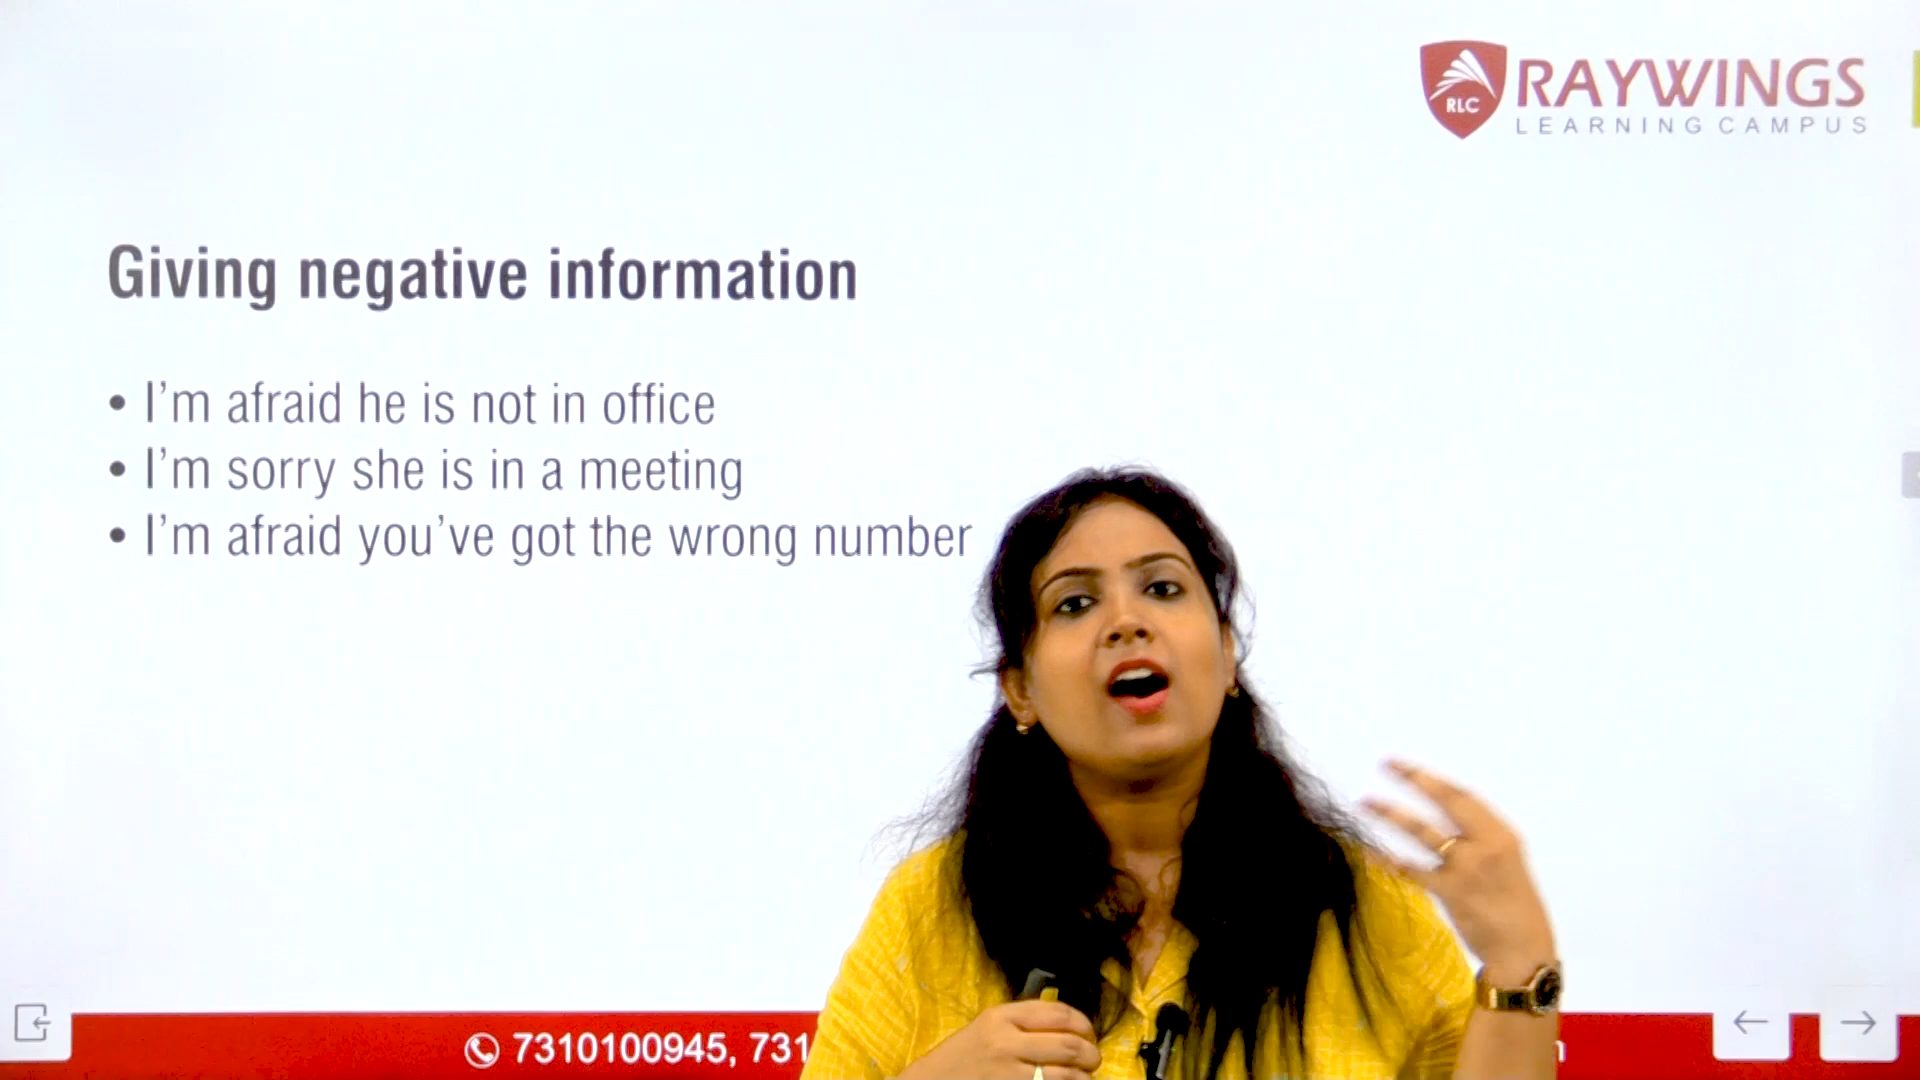 RLC
RAYWINGS
LEARNING CAMPUS
Giving negative information
• I'm afraid he is not in office
• I'm sorry she is in a meeting
• I'm afraid you've got the wrong number
7310100945, 731